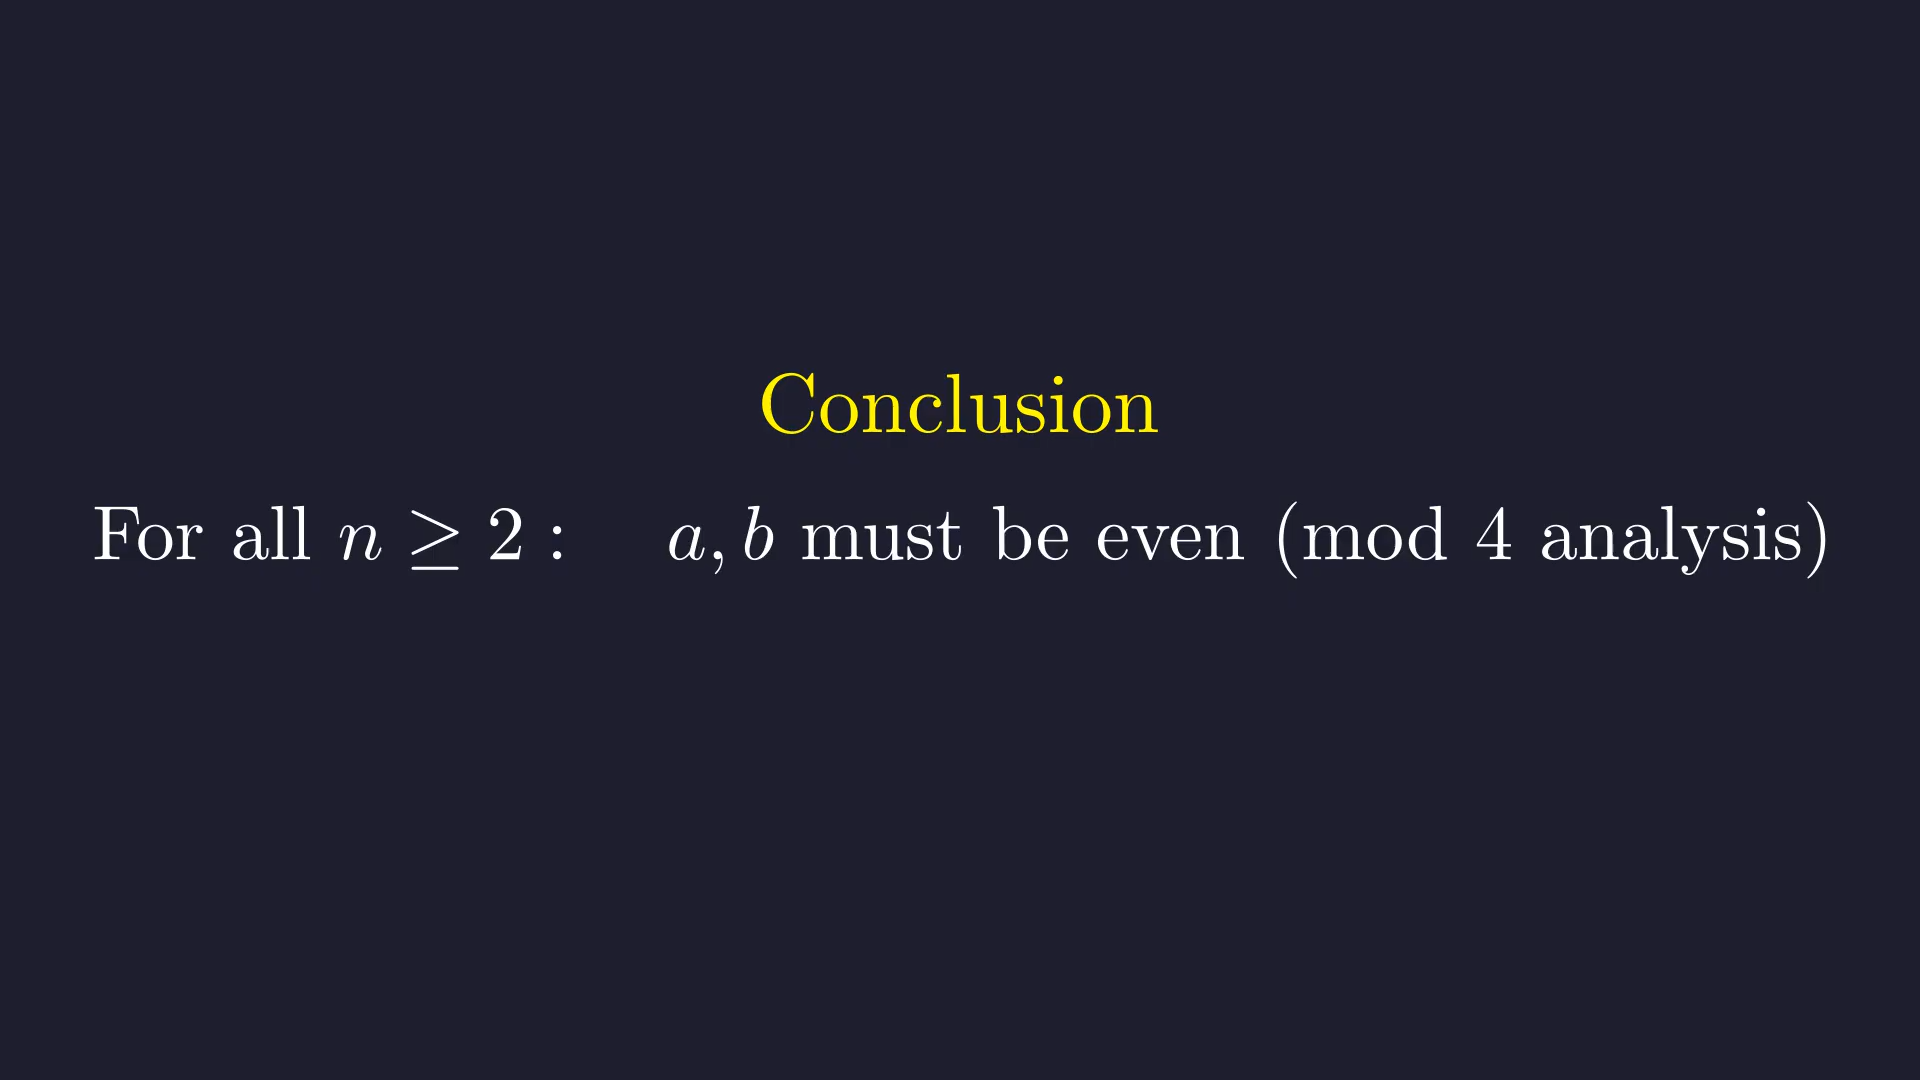 Conclusion
For all n ≥ 2 : a, b must be even (mod 4 analysis)